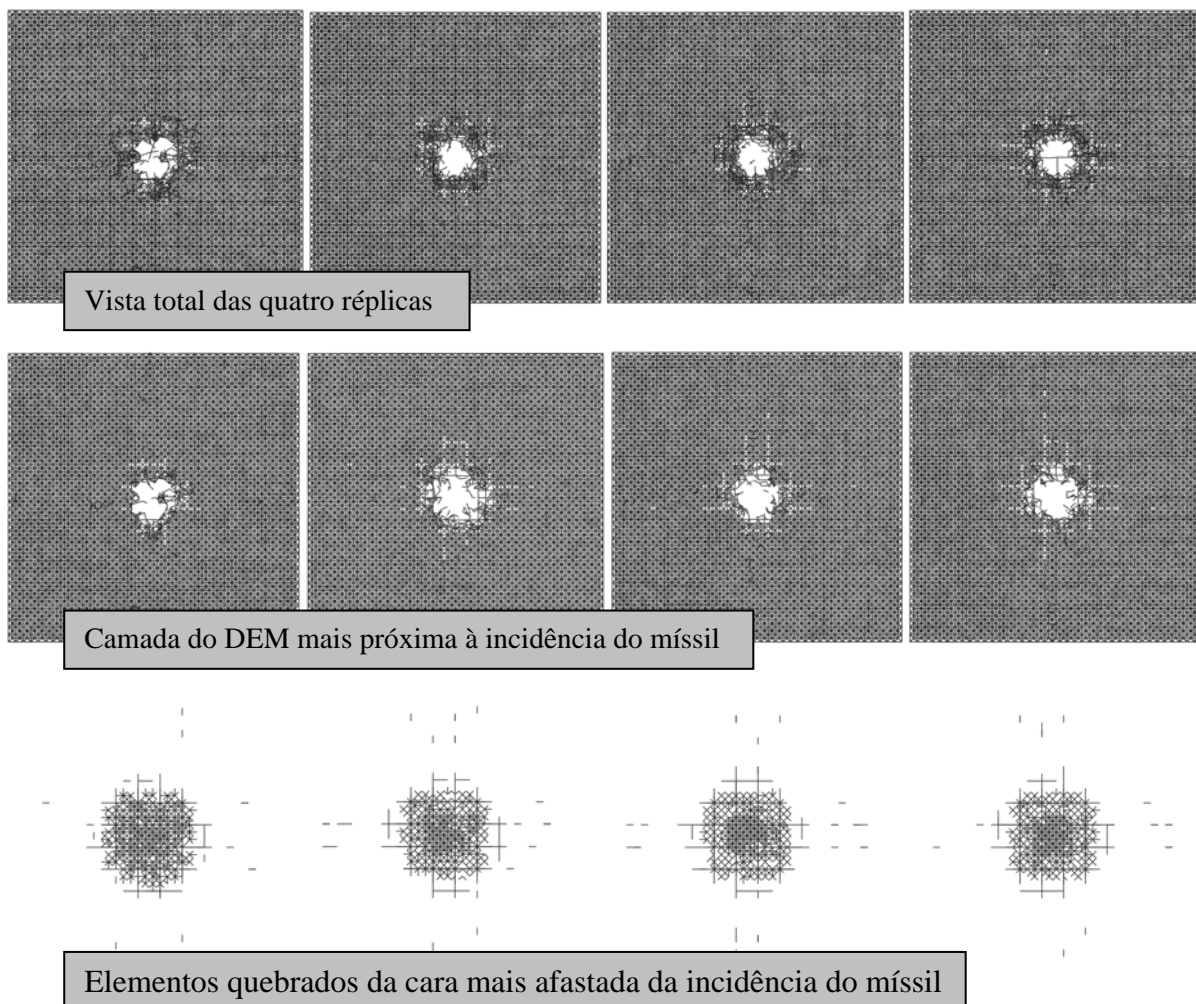 Vista total das quatro réplicas
Camada do DEM mais próxima à incidência do míssil
Elementos quebrados da cara mais afastada da incidência do míssil